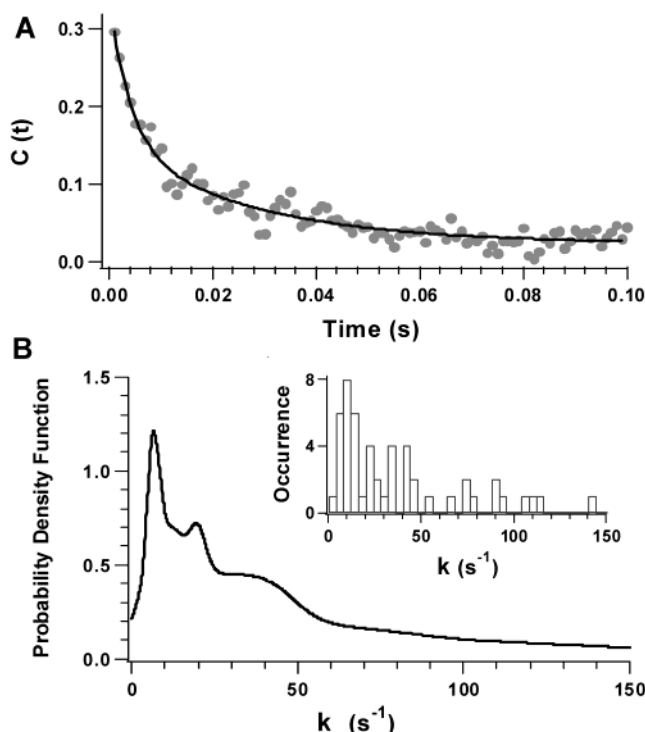 A
C (t)
0.3
0.2
0.1
0.0
0.00 0.02 0.04 0.06 0.08 0.10
Time (s)
B
Probability Density Function
1.5
1.0
0.5
0.0
0 50 100 150
k (s⁻¹)
Occurrence
8
4
0
0 50 100 150
k (s⁻¹)